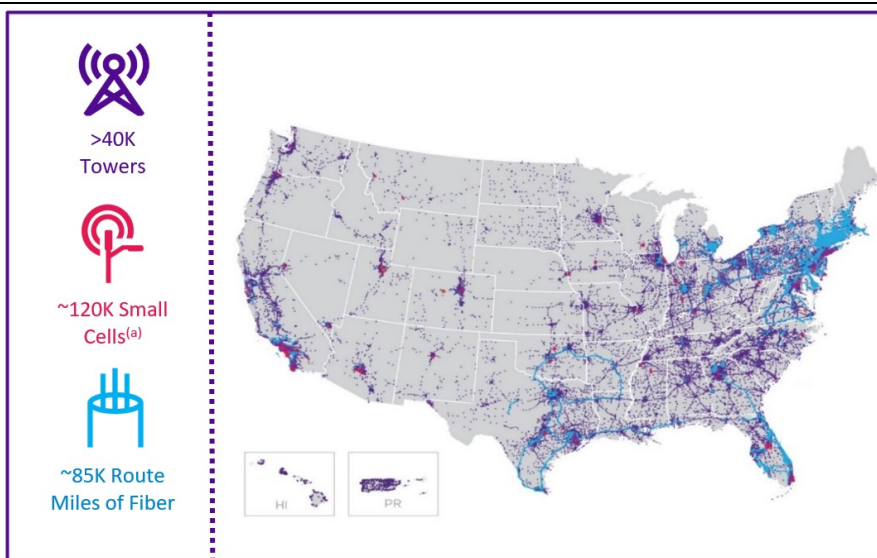 >40K
Towers
~120K Small
Cells(a)
~85K Route
Miles of Fiber
HI
PR